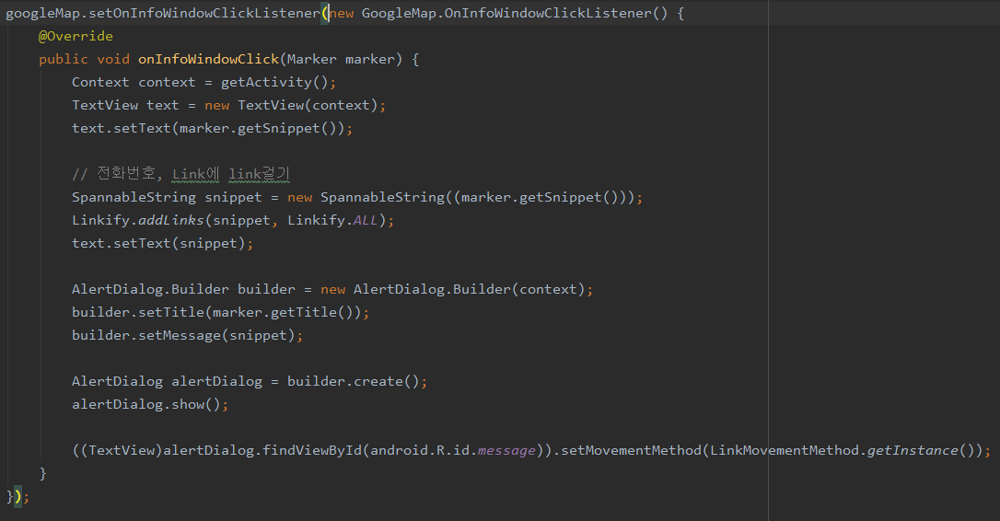 googleMap.setOnInfoWindowClickListener(new GoogleMap.OnInfoWindowClickListener() {
@Override
public void onInfoWindowClick(Marker marker) {
Context context = getActivity();
TextView text = new TextView(context);
text.setText(marker.getSnippet());
// 전화번호, Link에 link걸기
SpannableString snippet = new SpannableString((marker.getSnippet()));
Linkify.addLinks(snippet, Linkify.ALL);
text.setText(snippet);
AlertDialog.Builder builder = new AlertDialog.Builder(context);
builder.setTitle(marker.getTitle());
builder.setMessage(snippet);
AlertDialog alertDialog = builder.create();
alertDialog.show();
((TextView)alertDialog.findViewById(android.R.id.message)).setMovementMethod(LinkMovementMethod.getInstance());
}
});